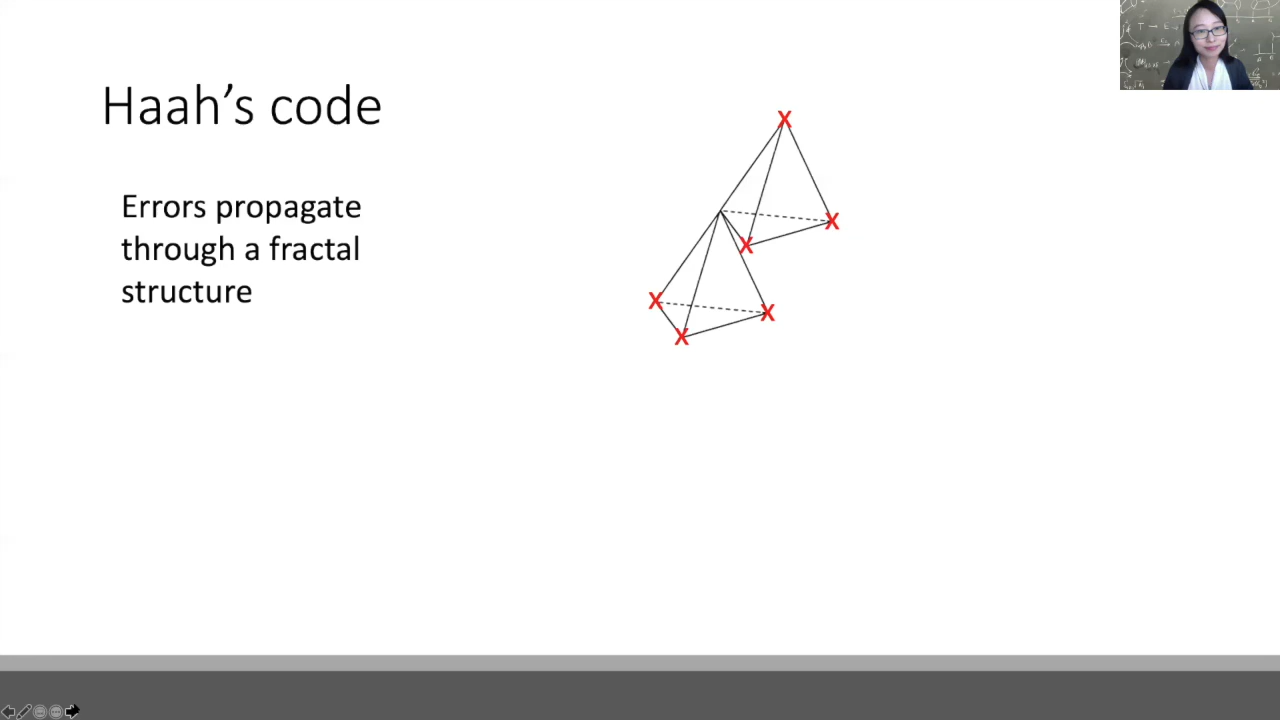 Haah's code
Errors propagate
through a fractal
structure
X
X
X
X
X
X